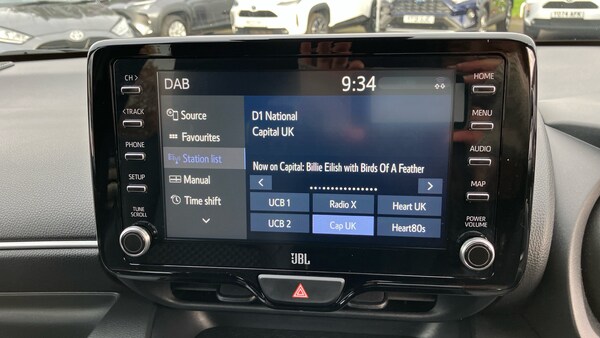 CH>
<TRACK
PHONE
SETUP
TUNE
SCROLL
DAB
9:34
Source
Favourites
Station list
Manual
Time shift
D1 National
Capital UK
Now on Capital: Billie Eilish with Birds Of A Feather
UCB 1
Radio X
Heart UK
UCB 2
Cap UK
Heart80s
HOME
MENU
AUDIO
MAP
POWER
VOLUME
JBL